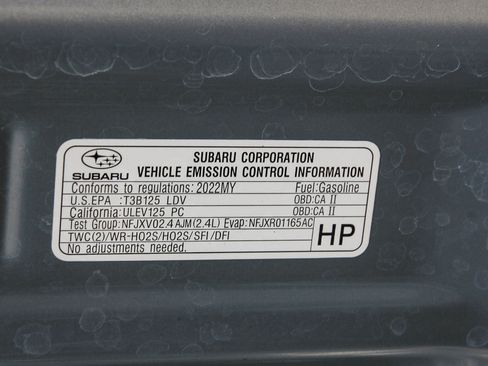 SUBARU CORPORATION
SUBARU VEHICLE EMISSION CONTROL INFORMATION
Conforms to regulations: 2022MY Fuel:Gasoline
U.S.EPA :T3B125 LDV OBD:CA II
California:ULEV125 PC OBD:CA II
Test Group:NFJXV02.4AJM(2.4L) Evap:NFJXR01165AC
TWC(2)/WR-HO2S/HO2S/SFI/DFI HP
No adjustments needed.